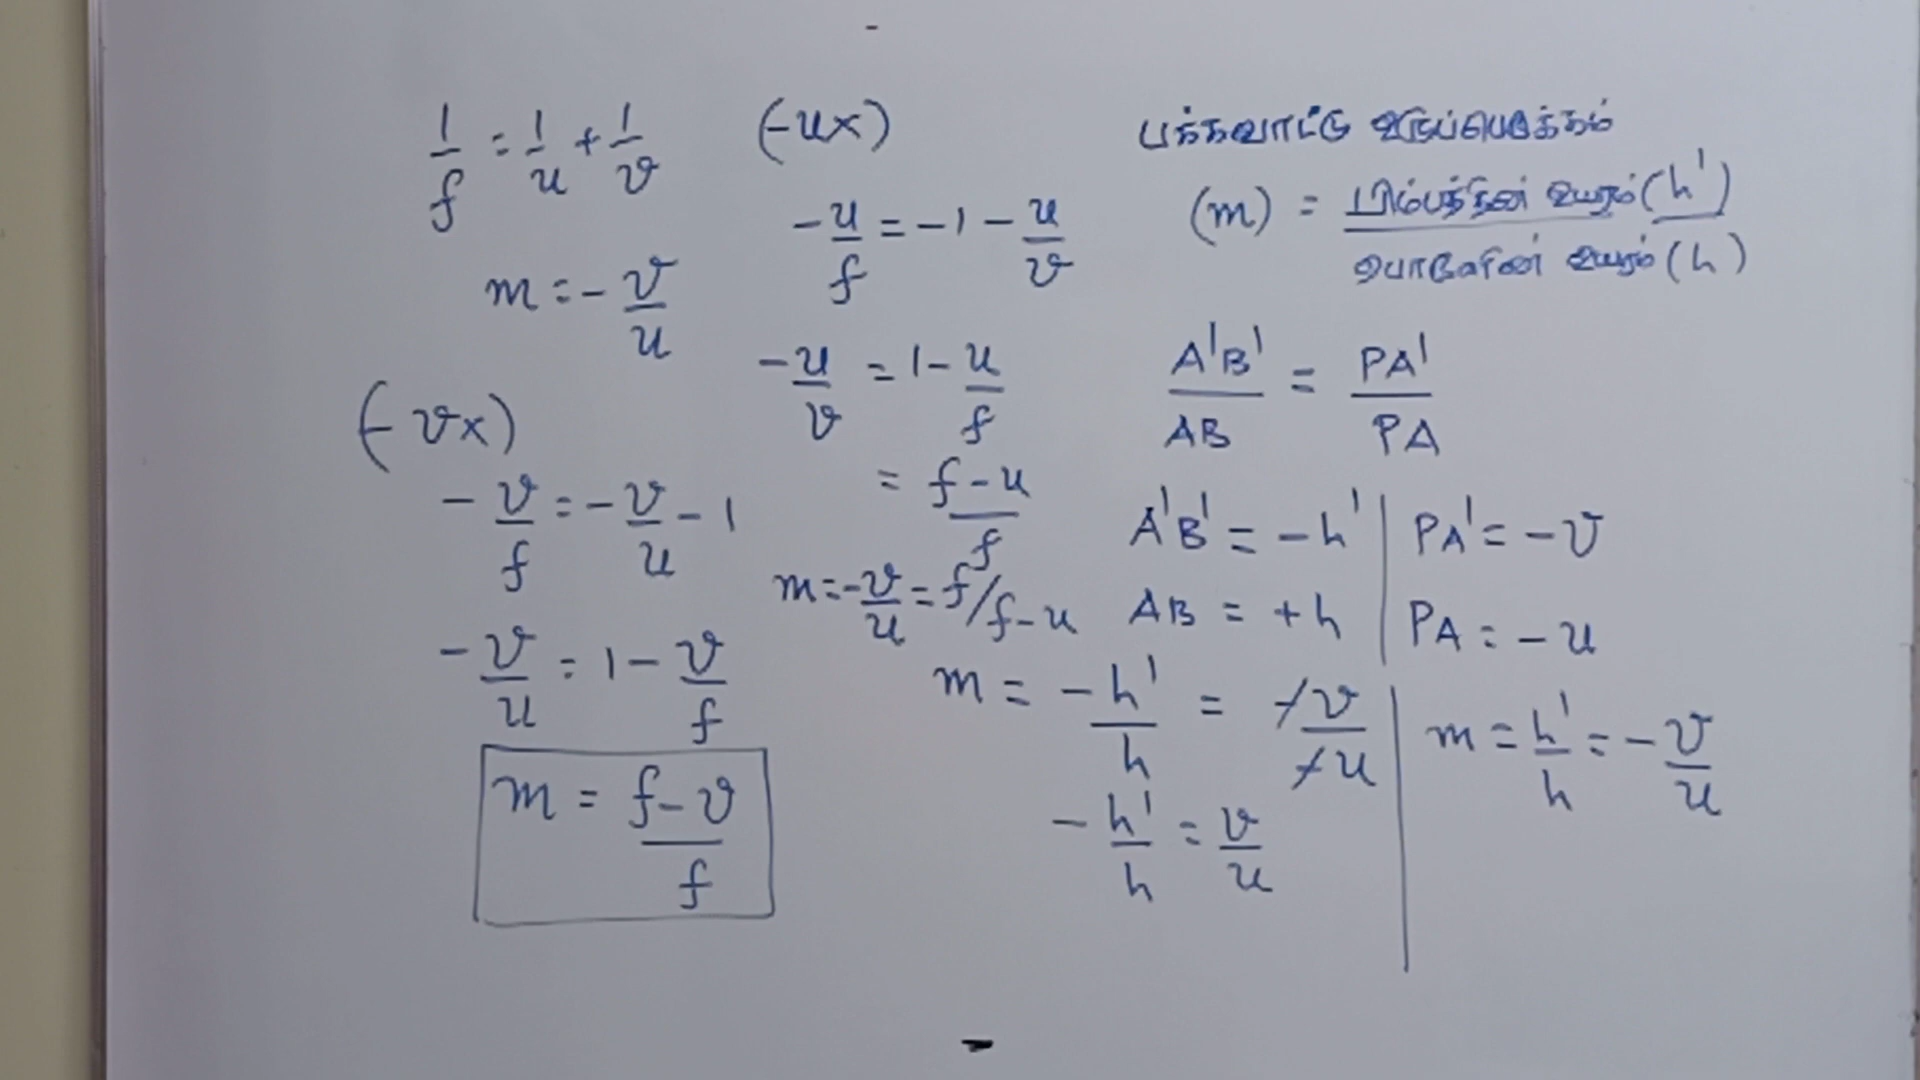 1/f = 1/u + 1/v
m = - v/u
(-vx)
- v/f = - v/u - 1
- v/u = 1 - v/f
m = f-v/f
(-ux)
- u/f = -1 - u/v
- u/v = 1 - u/f
= f-u/f
m = - v/u = f/f-u
பக்கவாட்டு உருப்பெருக்கம்
(m) = பிம்பத்தின் உயரம் (h')/பொருளின் உயரம் (h)
A'B'/AB = PA'/PA
A'B' = -h' | PA' = -v
AB = +h | PA = -u
m = -h'/h = -v/-u | m = h'/h = - v/u
- h'/h = v/u